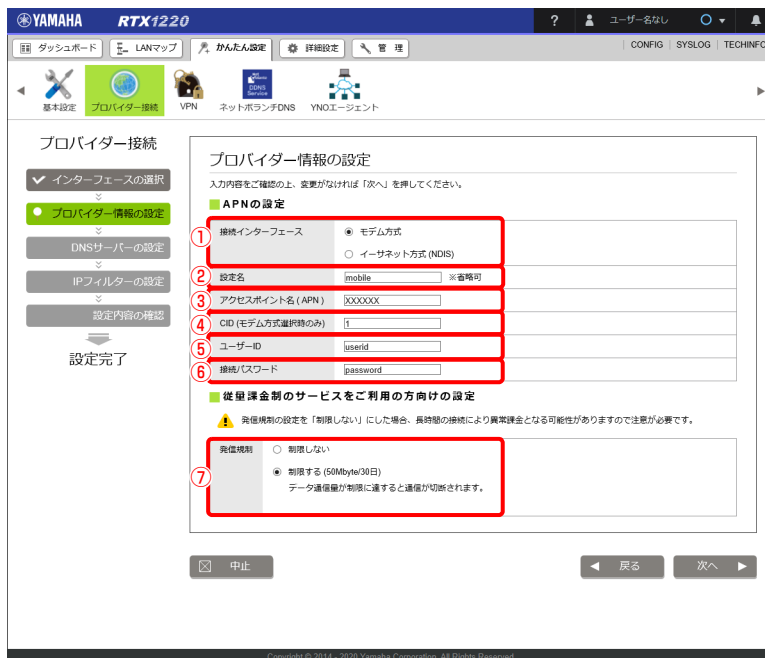 YAMAHA RTX1220 ? ユーザー名なし
ダッシュボード LANマップ かんたん設定 詳細設定 管理 CONFIG SYSLOG TECHINFO
基本設定 プロバイダー接続 VPN DDNS Service ネットボランチDNS YNOエージェント
プロバイダー接続
インターフェースの選択
プロバイダー情報の設定
DNSサーバーの設定
IPフィルターの設定
設定内容の確認
設定完了
プロバイダー情報の設定
入力内容をご確認の上、変更がなければ「次へ」を押してください。
APNの設定
① 接続インターフェース モデム方式
イーサネット方式 (NDIS)
② 設定名 mobile ※省略可
③ アクセスポイント名 ( APN ) XXXXXX
④ CID (モデム方式選択時のみ) 1
⑤ ユーザーID userid
⑥ 接続パスワード password
従量課金制のサービスをご利用の方向けの設定
発信規制の設定を「制限しない」にした場合、長時間の接続により異常課金となる可能性がありますので注意が必要です。
⑦ 発信規制 制限しない
制限する (50Mbyte/30日)
データ通信量が制限に達すると通信が切断されます。
中止 戻る 次へ
Copyright © 2014 - 2020 Yamaha Corporation. All Rights Reserved.